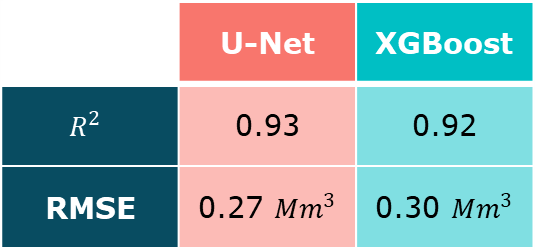 U-Net XGBoost
R² 0.93 0.92
RMSE 0.27 Mm³ 0.30 Mm³